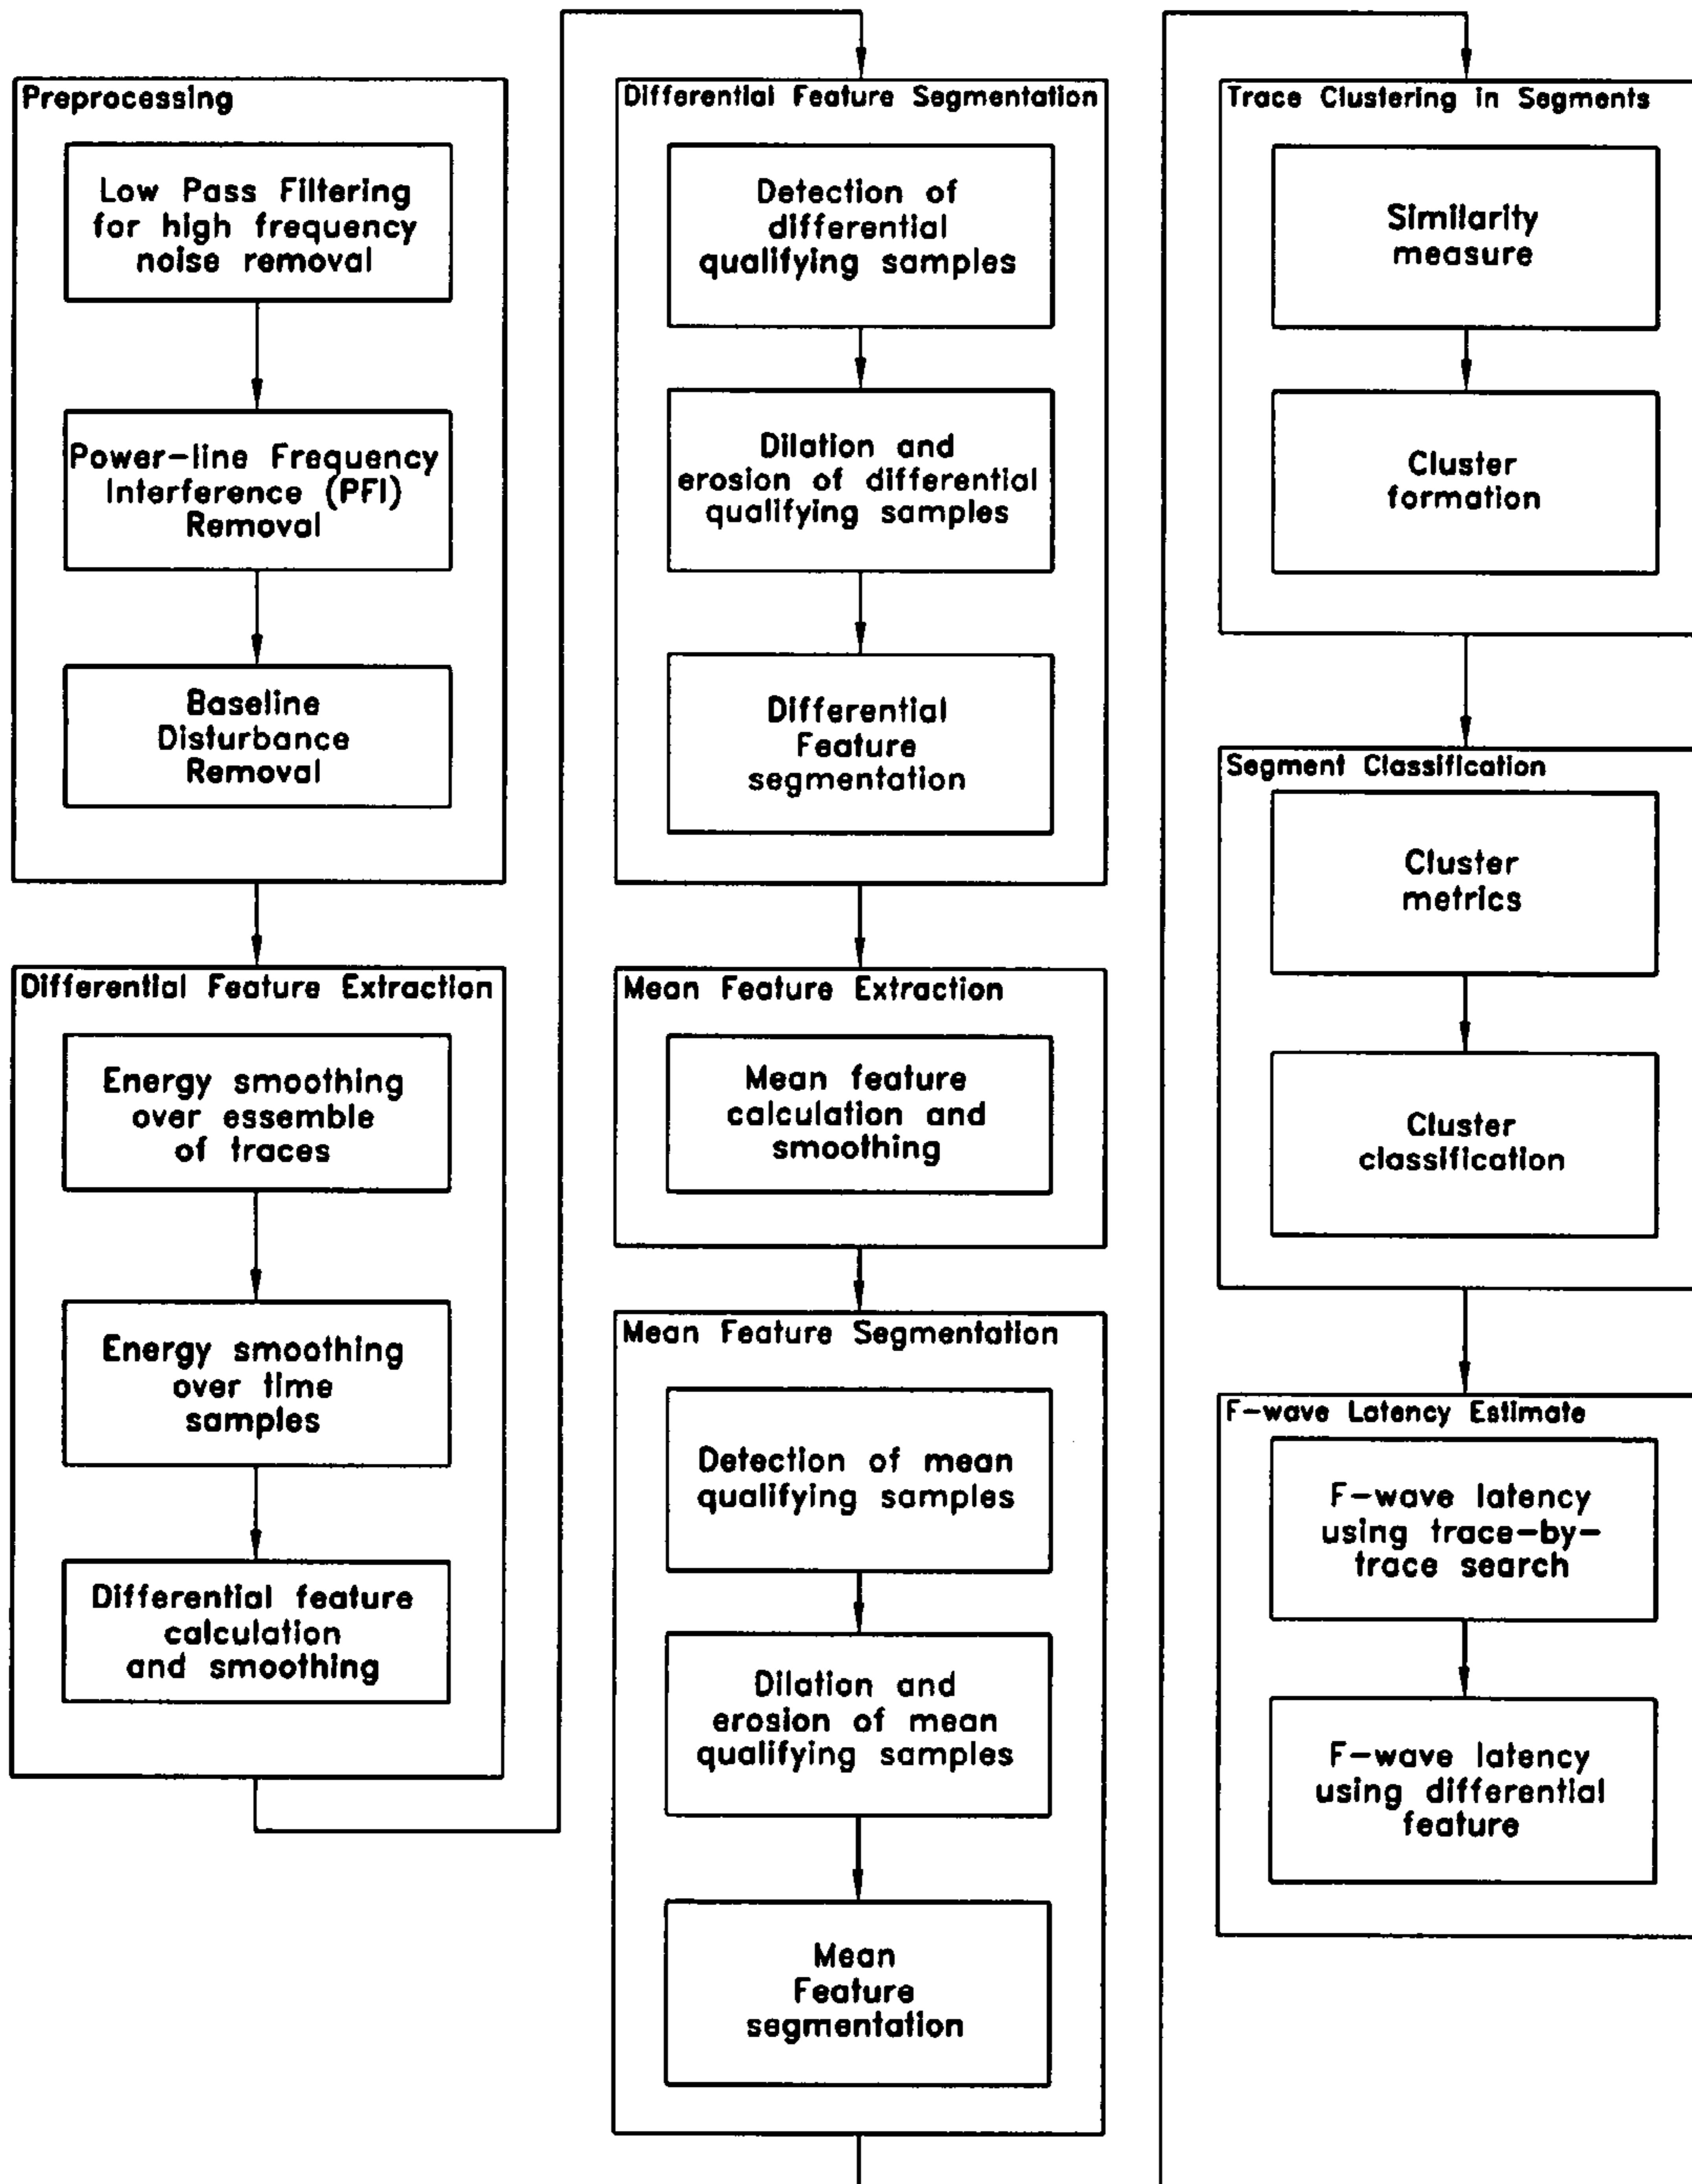 Preprocessing
Low Pass Filtering
for high frequency
noise removal
Power-line Frequency
Interference (PFI)
Removal
Baseline
Disturbance
Removal
Differential Feature Extraction
Energy smoothing
over essemble
of traces
Energy smoothing
over time
samples
Differential feature
calculation
and smoothing
Differential Feature Segmentation
Detection of
differential
qualifying samples
Dilation and
erosion of differential
qualifying samples
Differential
Feature
segmentation
Mean Feature Extraction
Mean feature
calculation and
smoothing
Mean Feature Segmentation
Detection of mean
qualifying samples
Dilation and
erosion of mean
qualifying samples
Mean
Feature
segmentation
Trace Clustering in Segments
Similarity
measure
Cluster
formation
Segment Classification
Cluster
metrics
Cluster
classification
F-wave Latency Estimate
F-wave latency
using trace-by-
trace search
F-wave latency
using differential
feature